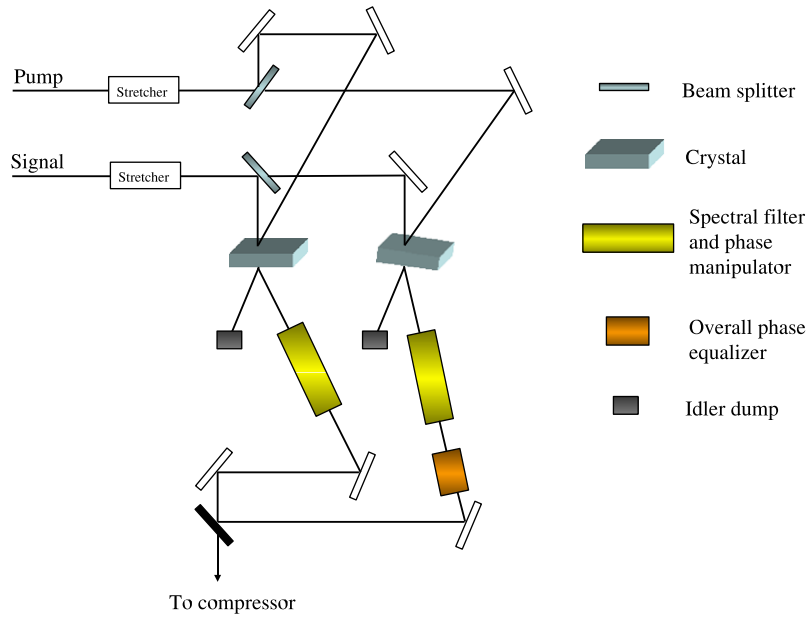 Pump
Stretcher
Signal
Stretcher
To compressor
Beam splitter
Crystal
Spectral filter
and phase
manipulator
Overall phase
equalizer
Idler dump